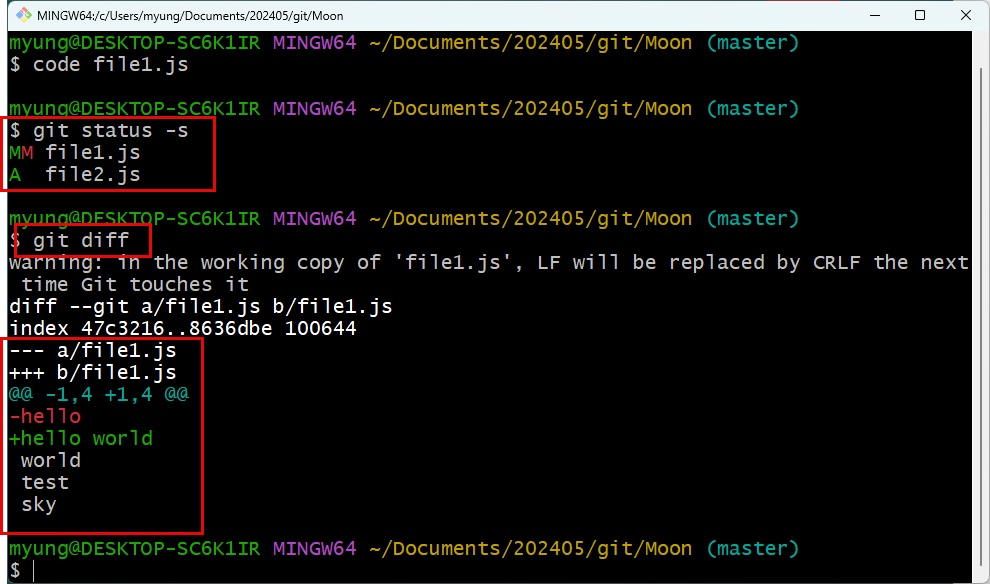 MINGW64:/c/Users/myung/Documents/202405/git/Moon
myung@DESKTOP-SC6K1IR MINGW64 ~/Documents/202405/git/Moon (master)
$ code file1.js
myung@DESKTOP-SC6K1IR MINGW64 ~/Documents/202405/git/Moon (master)
$ git status -s
MM file1.js
A  file2.js
myung@DESKTOP-SC6K1IR MINGW64 ~/Documents/202405/git/Moon (master)
$ git diff
warning: in the working copy of 'file1.js', LF will be replaced by CRLF the next
 time Git touches it
diff --git a/file1.js b/file1.js
index 47c3216..8636dbe 100644
--- a/file1.js
+++ b/file1.js
@@ -1,4 +1,4 @@
-hello
+hello world
 world
 test
 sky
myung@DESKTOP-SC6K1IR MINGW64 ~/Documents/202405/git/Moon (master)
$